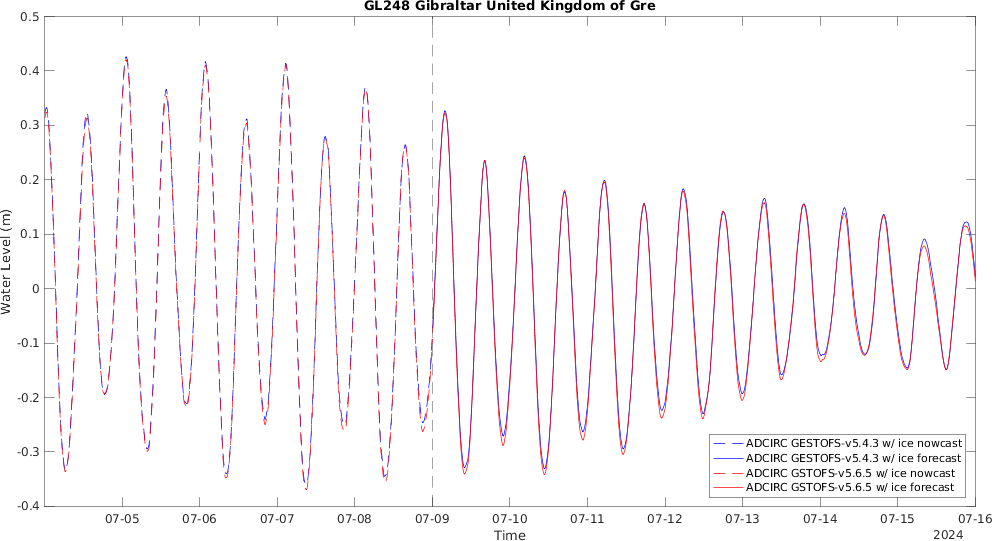 GL248 Gibraltar United Kingdom of Gre
0.5
0.4
0.3
0.2
0.1
0
-0.1
-0.2
-0.3
-0.4
Water Level (m)
ADCIRC GESTOFS-v5.4.3 w/ ice nowcast
ADCIRC GESTOFS-v5.4.3 w/ ice forecast
ADCIRC GSTOFS-v5.6.5 w/ ice nowcast
ADCIRC GSTOFS-v5.6.5 w/ ice forecast
07-05 07-06 07-07 07-08 07-09 07-10 07-11 07-12 07-13 07-14 07-15 07-16
Time
2024